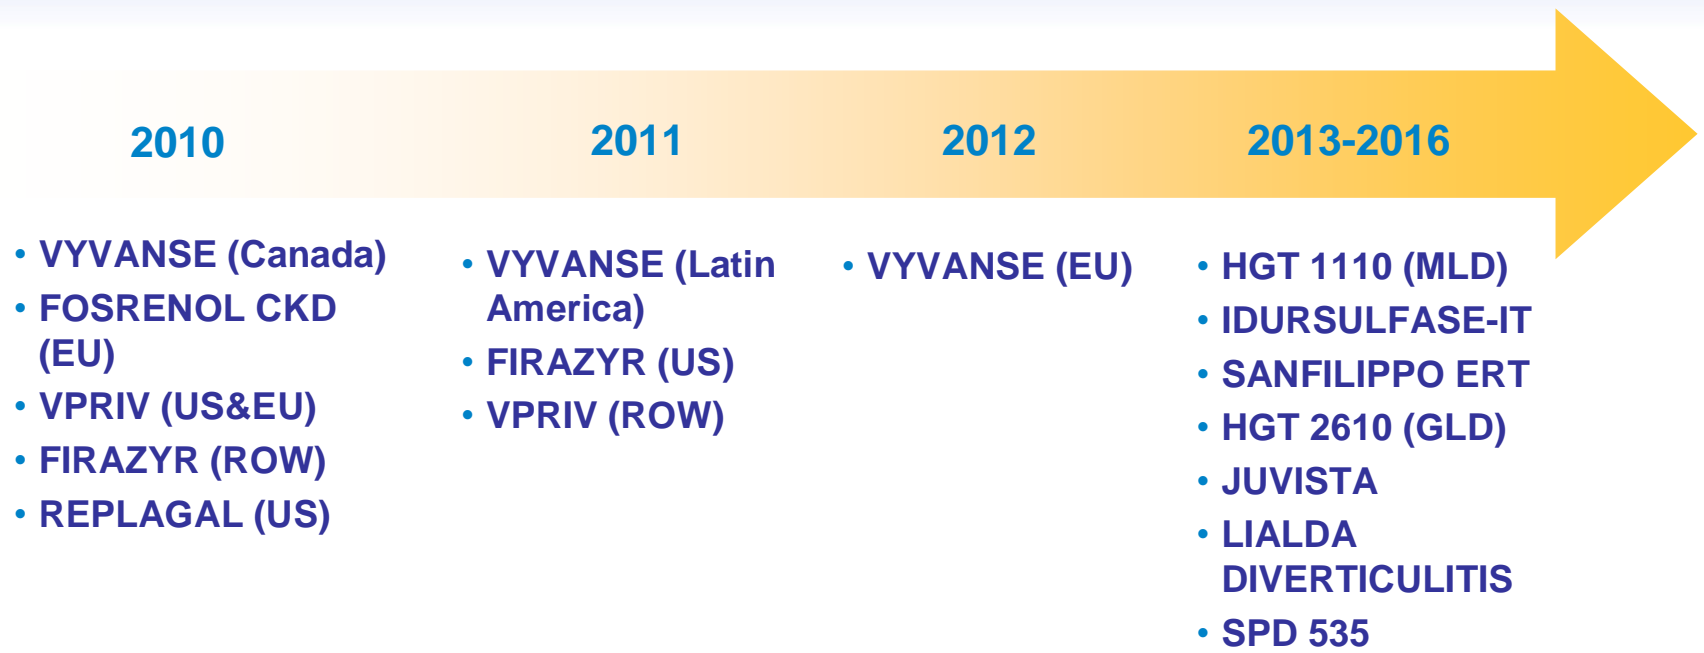 2010
2011
2012
2013-2016
• VYVANSE (Canada)
• FOSRENOL CKD
(EU)
• VPRIV (US&EU)
• FIRAZYR (ROW)
• REPLAGAL (US)
• VYVANSE (Latin
America)
• FIRAZYR (US)
• VPRIV (ROW)
• VYVANSE (EU)
• HGT 1110 (MLD)
• IDURSULFASE-IT
• SANFILIPPO ERT
• HGT 2610 (GLD)
• JUVISTA
• LIALDA
DIVERTICULITIS
• SPD 535